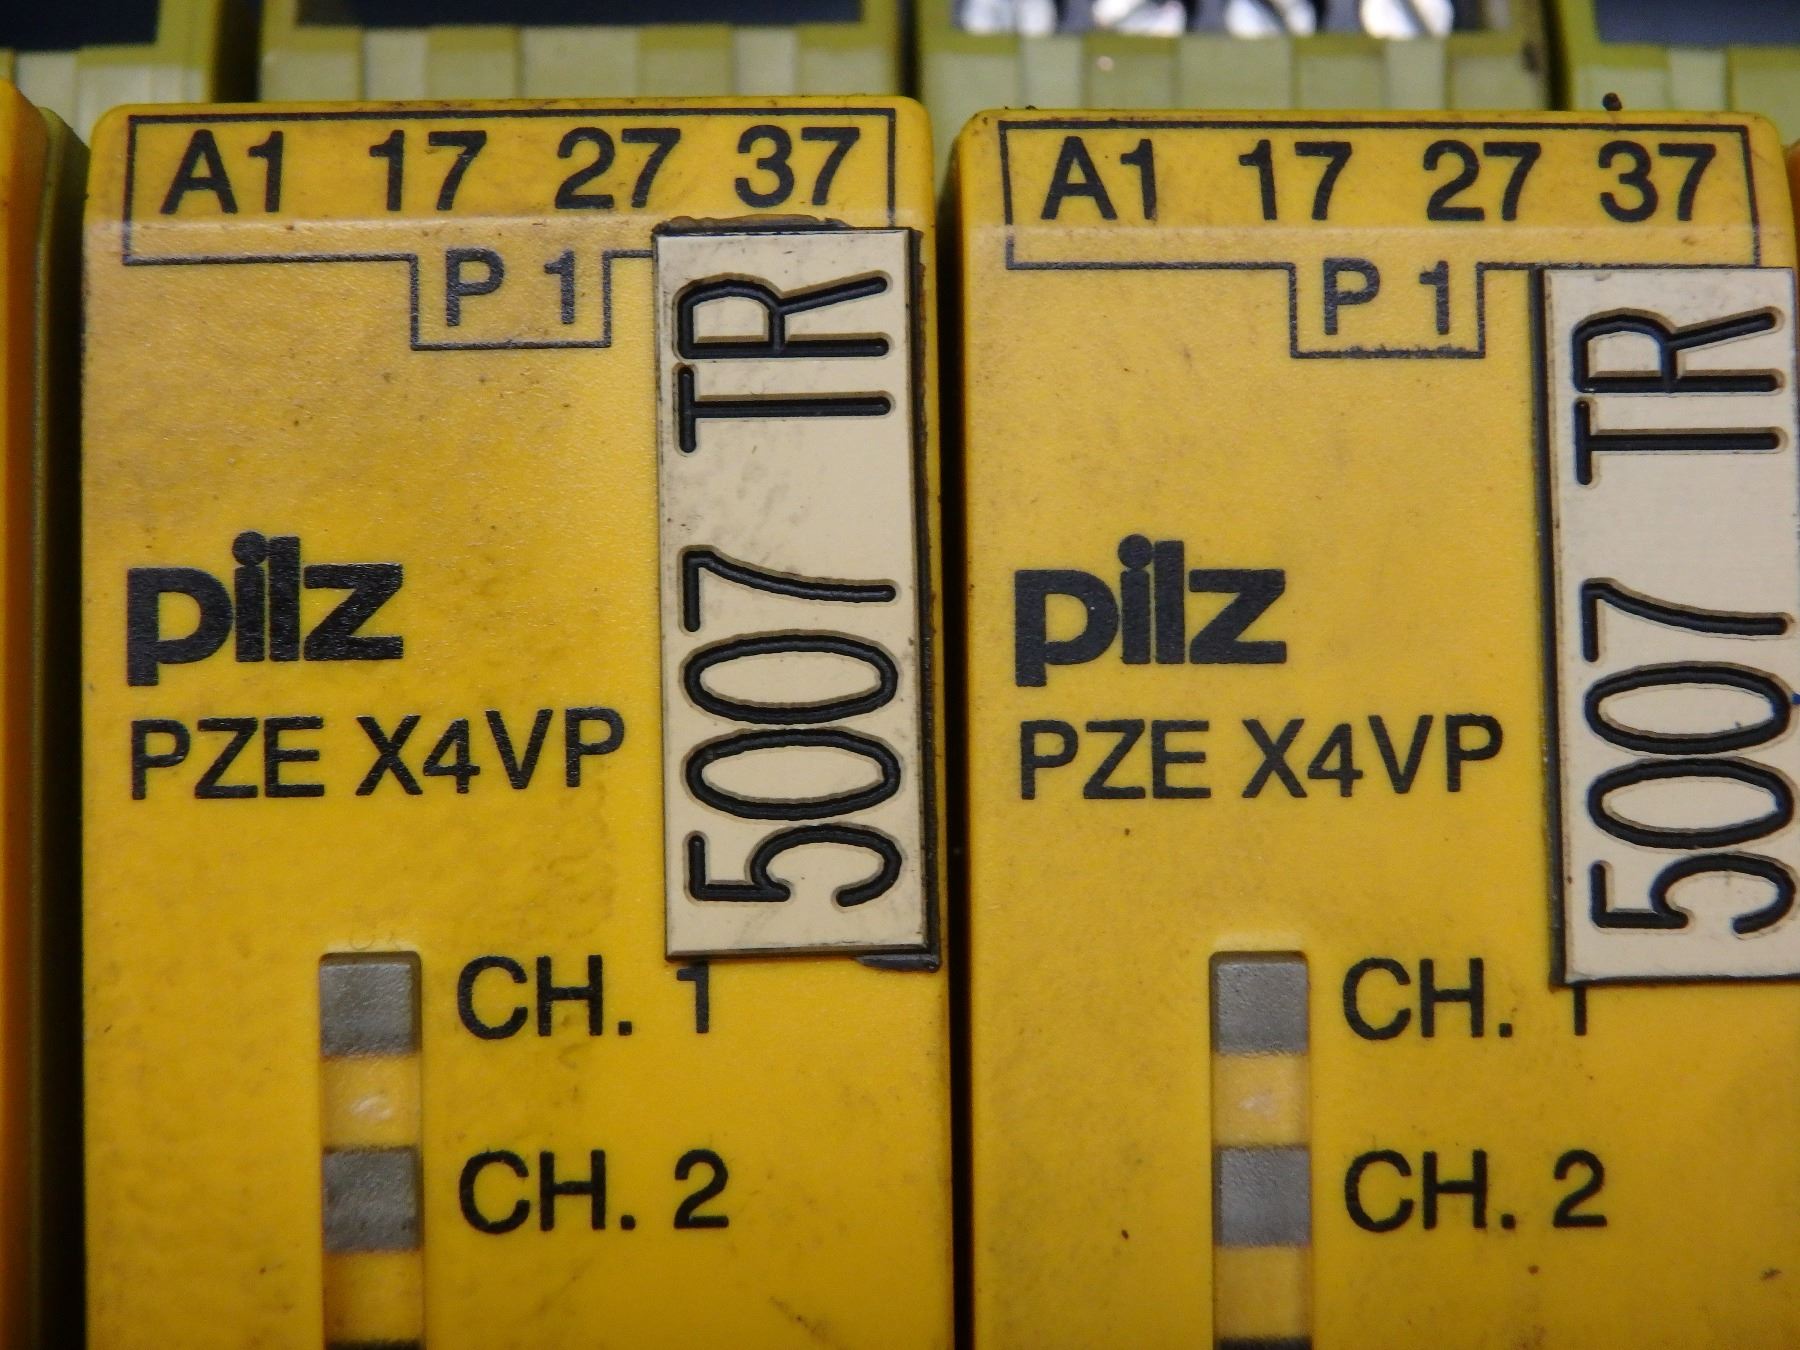 A1 17 27 37
P 1
5007 TR
pilz
PZE X4VP
CH. 1
CH. 2
A1 17 27 37
P 1
5007 TR
pilz
PZE X4VP
CH. 1
CH. 2